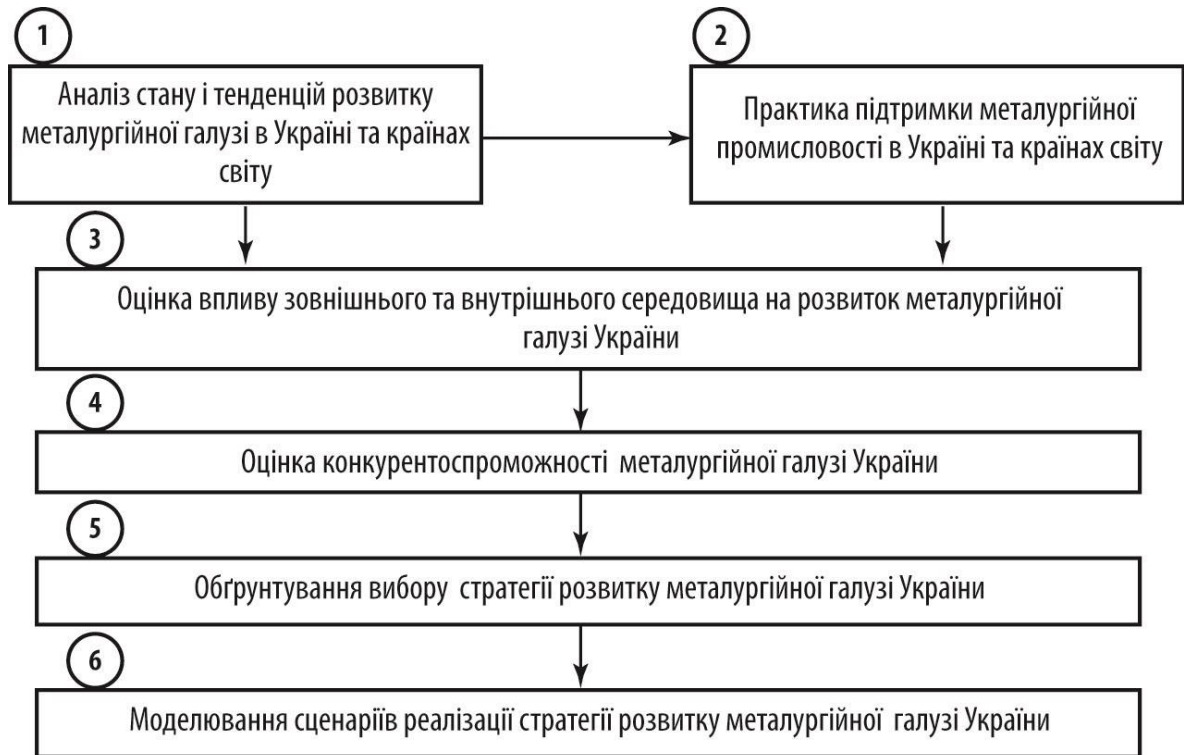 1
Аналіз стану і тенденцій розвитку
металургійної галузі в Україні та країнах
світу
2
Практика підтримки металургійної
промисловості в Україні та країнах світу
3
Оцінка впливу зовнішнього та внутрішнього середовища на розвиток металургійної
галузі України
4
Оцінка конкурентоспроможності металургійної галузі України
5
Обґрунтування вибору стратегії розвитку металургійної галузі України
6
Моделювання сценаріїв реалізації стратегії розвитку металургійної галузі України